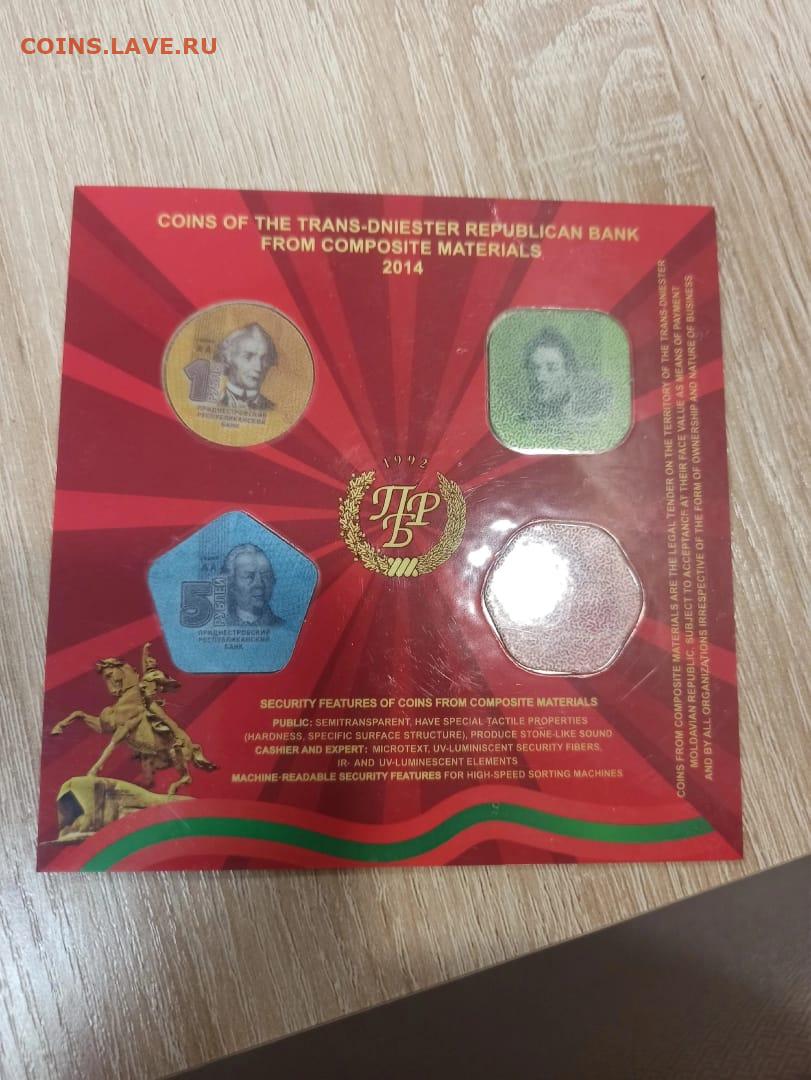 COINS.LAVE.RU
COINS OF THE TRANS-DNIESTER REPUBLICAN BANK
FROM COMPOSITE MATERIALS
2014
1
РУБЛЬ
ПРИДНЕСТРОВСКИЙ
РЕСПУБЛИКАНСКИЙ
БАНК
1992
ПРБ
5
РУБЛЕЙ
ПРИДНЕСТРОВСКИЙ
РЕСПУБЛИКАНСКИЙ
БАНК
SECURITY FEATURES OF COINS FROM COMPOSITE MATERIALS
PUBLIC: SEMITRANSPARENT, HAVE SPECIAL TACTILE PROPERTIES
(HARDNESS, SPECIFIC SURFACE STRUCTURE), PRODUCE STONE-LIKE SOUND
CASHIER AND EXPERT: MICROTEXT, UV-LUMINISCENT SECURITY FIBERS,
IR- AND UV-LUMINESCENT ELEMENTS
MACHINE-READABLE SECURITY FEATURES FOR HIGH-SPEED SORTING MACHINES
COINS FROM COMPOSITE MATERIALS ARE THE LEGAL TENDER ON THE TERRITORY OF THE TRANS-DNIESTER
MOLDAVIAN REPUBLIC, SUBJECT TO ACCEPTANCE AT THEIR FACE VALUE AS MEANS OF PAYMENT
AND BY ALL ORGANIZATIONS IRRESPECTIVE OF THE FORM OF OWNERSHIP AND NATURE OF BUSINESS